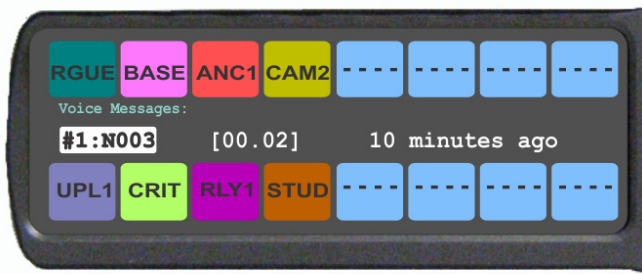 RGUE BASE ANC1 CAM2 ---- ---- ---- ----
Voice Messages:
#1:N003 [00.02] 10 minutes ago
UPL1 CRIT RLY1 STUD ---- ---- ---- ----